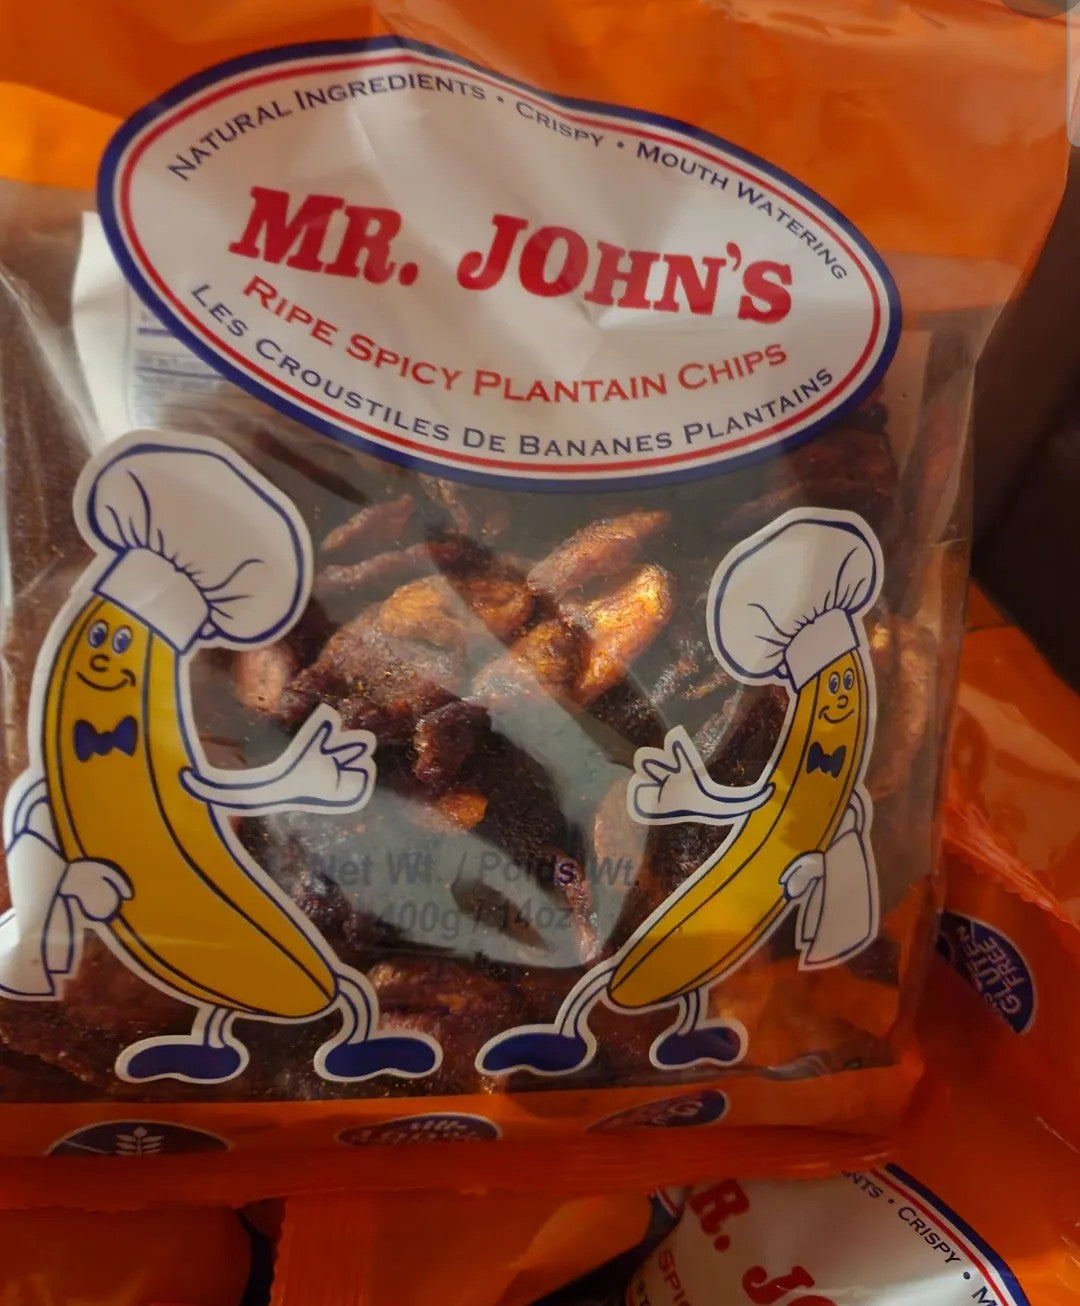 NATURAL INGREDIENTS • CRISPY • MOUTH WATERING
MR. JOHN'S
RIPE SPICY PLANTAIN CHIPS
LES CROUSTILES DE BANANES PLANTAINS
Net Wt. / Poids Wt.
400g / 14oz
GLUTEN
FREE
CRISPY •